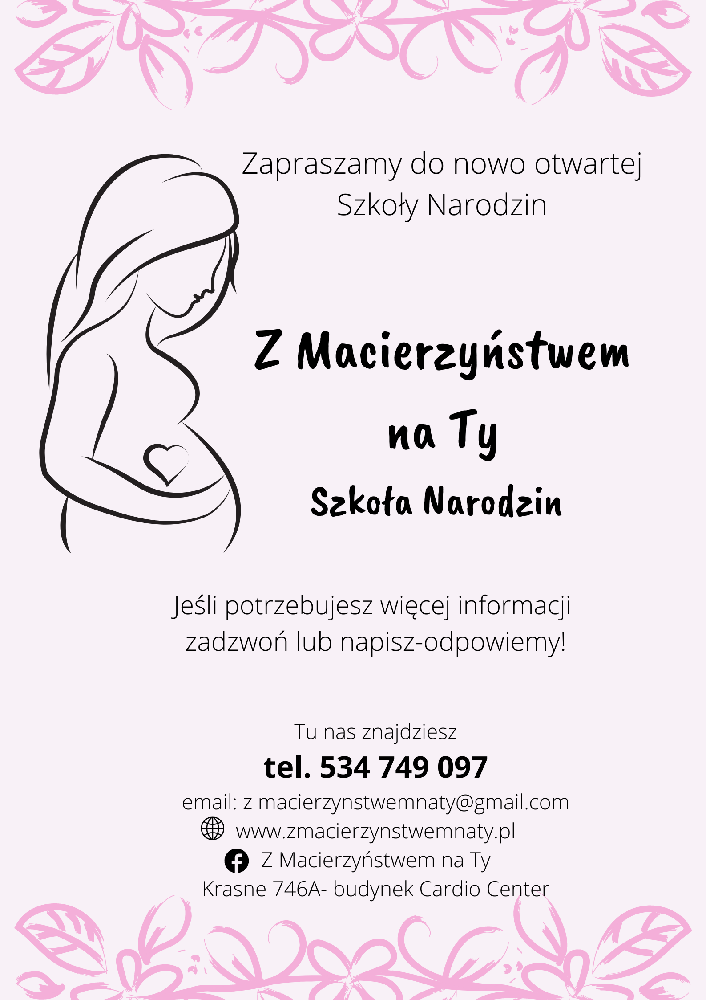 Zapraszamy do nowo otwartej
Szkoły Narodzin
Z Macierzyństwem
na Ty
Szkoła Narodzin
Jeśli potrzebujesz więcej informacji
zadzwoń lub napisz-odpowiemy!
Tu nas znajdziesz
tel. 534 749 097
email: z macierzynstwemnaty@gmail.com
www.zmacierzynstwemnaty.pl
Z Macierzyństwem na Ty
Krasne 746A- budynek Cardio Center